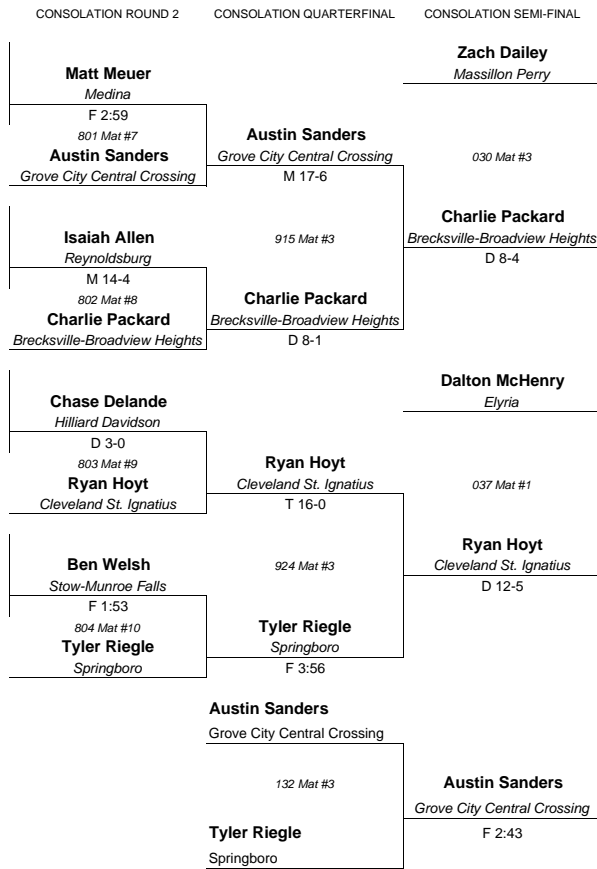 CONSOLATION ROUND 2 CONSOLATION QUARTERFINAL CONSOLATION SEMI-FINAL
Zach Dailey
Massillon Perry
Matt Meuer
Medina
F 2:59
801 Mat #7
Austin Sanders
Grove City Central Crossing
Austin Sanders
Grove City Central Crossing
M 17-6
030 Mat #3
Isaiah Allen
Reynoldsburg
M 14-4
802 Mat #8
Charlie Packard
Brecksville-Broadview Heights
915 Mat #3
Charlie Packard
Brecksville-Broadview Heights
D 8-1
Charlie Packard
Brecksville-Broadview Heights
D 8-4
Dalton McHenry
Elyria
Chase Delande
Hilliard Davidson
D 3-0
803 Mat #9
Ryan Hoyt
Cleveland St. Ignatius
Ryan Hoyt
Cleveland St. Ignatius
T 16-0
037 Mat #1
Ben Welsh
Stow-Munroe Falls
F 1:53
804 Mat #10
Tyler Riegle
Springboro
924 Mat #3
Tyler Riegle
Springboro
F 3:56
Ryan Hoyt
Cleveland St. Ignatius
D 12-5
Austin Sanders
Grove City Central Crossing
132 Mat #3
Tyler Riegle
Springboro
Austin Sanders
Grove City Central Crossing
F 2:43